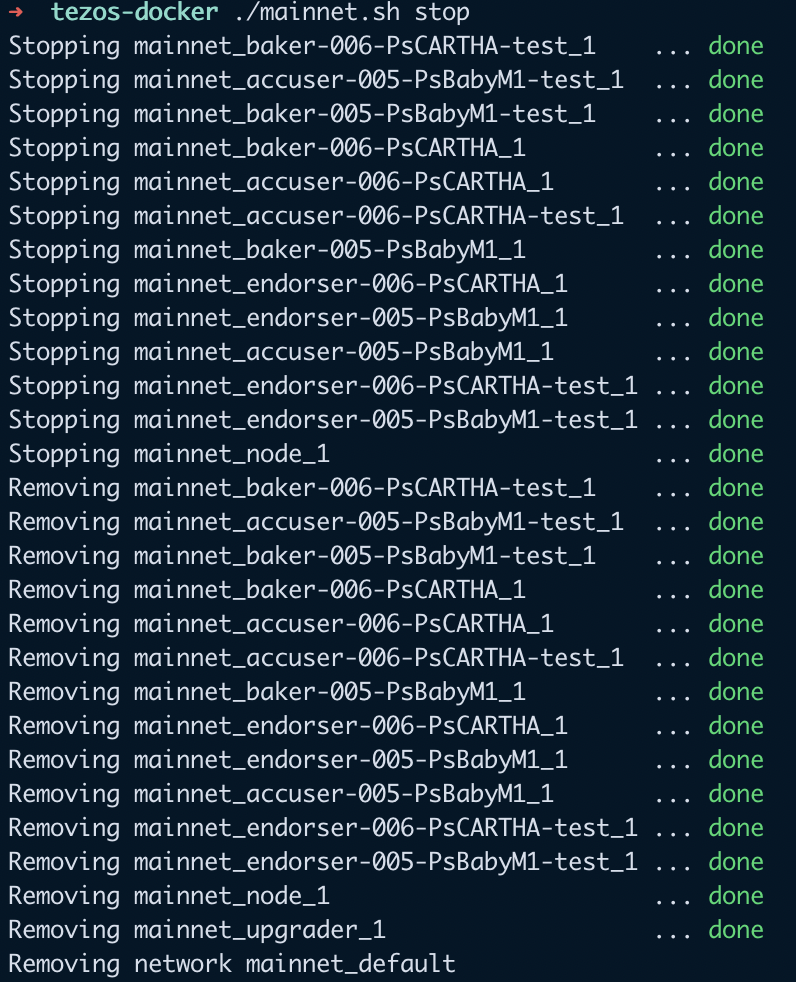 → tezos-docker ./mainnet.sh stop
Stopping mainnet_baker-006-PsCARTHA-test_1    ... done
Stopping mainnet_accuser-005-PsBabyM1-test_1  ... done
Stopping mainnet_baker-005-PsBabyM1-test_1    ... done
Stopping mainnet_baker-006-PsCARTHA_1         ... done
Stopping mainnet_accuser-006-PsCARTHA_1       ... done
Stopping mainnet_accuser-006-PsCARTHA-test_1  ... done
Stopping mainnet_baker-005-PsBabyM1_1         ... done
Stopping mainnet_endorser-006-PsCARTHA_1      ... done
Stopping mainnet_endorser-005-PsBabyM1_1      ... done
Stopping mainnet_accuser-005-PsBabyM1_1       ... done
Stopping mainnet_endorser-006-PsCARTHA-test_1 ... done
Stopping mainnet_endorser-005-PsBabyM1-test_1 ... done
Stopping mainnet_node_1                       ... done
Removing mainnet_baker-006-PsCARTHA-test_1    ... done
Removing mainnet_accuser-005-PsBabyM1-test_1  ... done
Removing mainnet_baker-005-PsBabyM1-test_1    ... done
Removing mainnet_baker-006-PsCARTHA_1         ... done
Removing mainnet_accuser-006-PsCARTHA_1       ... done
Removing mainnet_accuser-006-PsCARTHA-test_1  ... done
Removing mainnet_baker-005-PsBabyM1_1         ... done
Removing mainnet_endorser-006-PsCARTHA_1      ... done
Removing mainnet_endorser-005-PsBabyM1_1      ... done
Removing mainnet_accuser-005-PsBabyM1_1       ... done
Removing mainnet_endorser-006-PsCARTHA-test_1 ... done
Removing mainnet_endorser-005-PsBabyM1-test_1 ... done
Removing mainnet_node_1                       ... done
Removing mainnet_upgrader_1                   ... done
Removing network mainnet_default